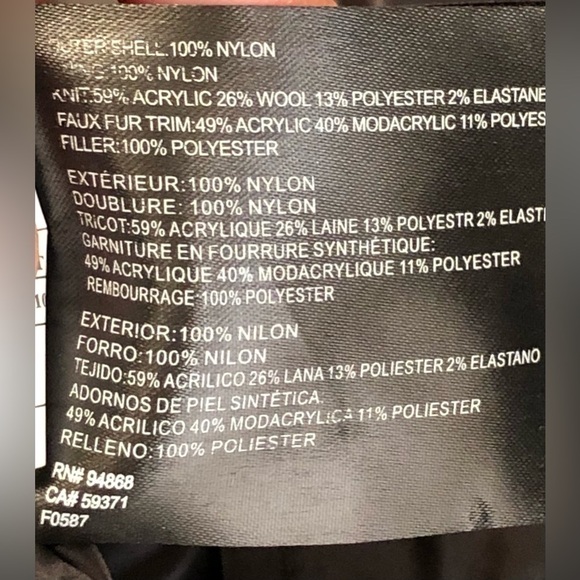 OUTER SHELL:100% NYLON
100% NYLON
KNIT:59% ACRYLIC 26% WOOL 13% POLYESTER 2% ELASTANE
FAUX FUR TRIM:49% ACRYLIC 40% MODACRYLIC 11% POLYES
FILLER:100% POLYESTER
EXTÉRIEUR:100% NYLON
DOUBLURE: 100% NYLON
TRICOT:59% ACRYLIQUE 26% LAINE 13% POLYESTR 2% ELAST
GARNITURE EN FOURRURE SYNTHÉTIQUE:
49% ACRYLIQUE 40% MODACRYLIQUE 11% POLYESTER
REMBOURRAGE:100% POLYESTER
EXTERIOR:100% NILON
FORRO:100% NILON
TEJIDO:59% ACRILICO 26% LANA 13% POLIESTER 2% ELASTANO
ADORNOS DE PIEL SINTÉTICA:
49% ACRILICO 40% MODACRYLICA 11% POLYESTER
RELLENO:100% POLIESTER
RN# 94868
CA# 59371
F0587